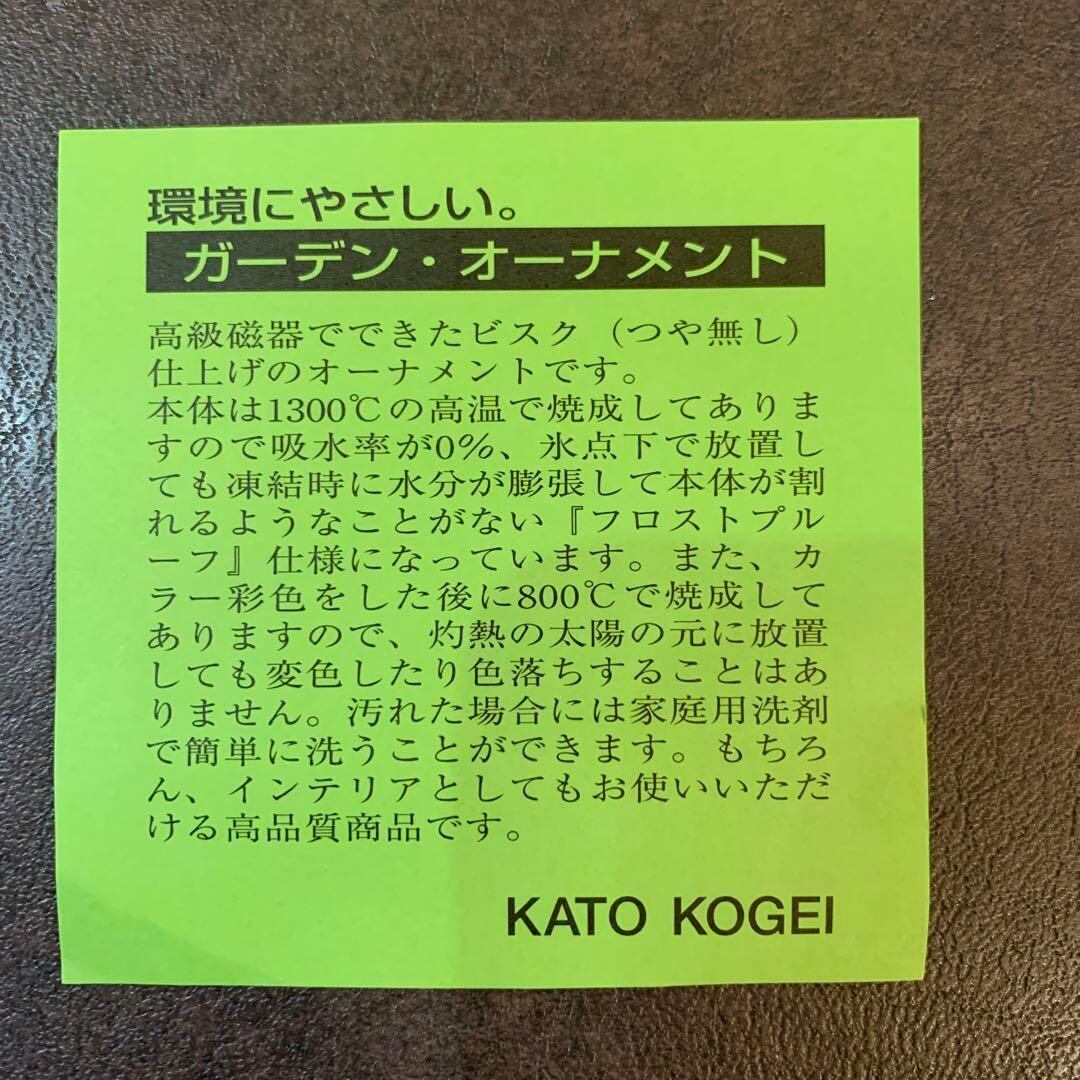 環境にやさしい。
ガーデン・オーナメント
高級磁器でできたビスク（つや無し）
仕上げのオーナメントです。
本体は1300℃の高温で焼成してありま
すので吸水率が0%、氷点下で放置し
ても凍結時に水分が膨張して本体が割
れるようなことがない『フロストプル
ーフ』仕様になっています。また、カ
ラー彩色をした後に800℃で焼成して
ありますので、灼熱の太陽の元に放置
しても変色したり色落ちすることはあ
りません。汚れた場合には家庭用洗剤
で簡単に洗うことができます。もちろ
ん、インテリアとしてもお使いいただ
ける高品質商品です。
KATO KOGEI